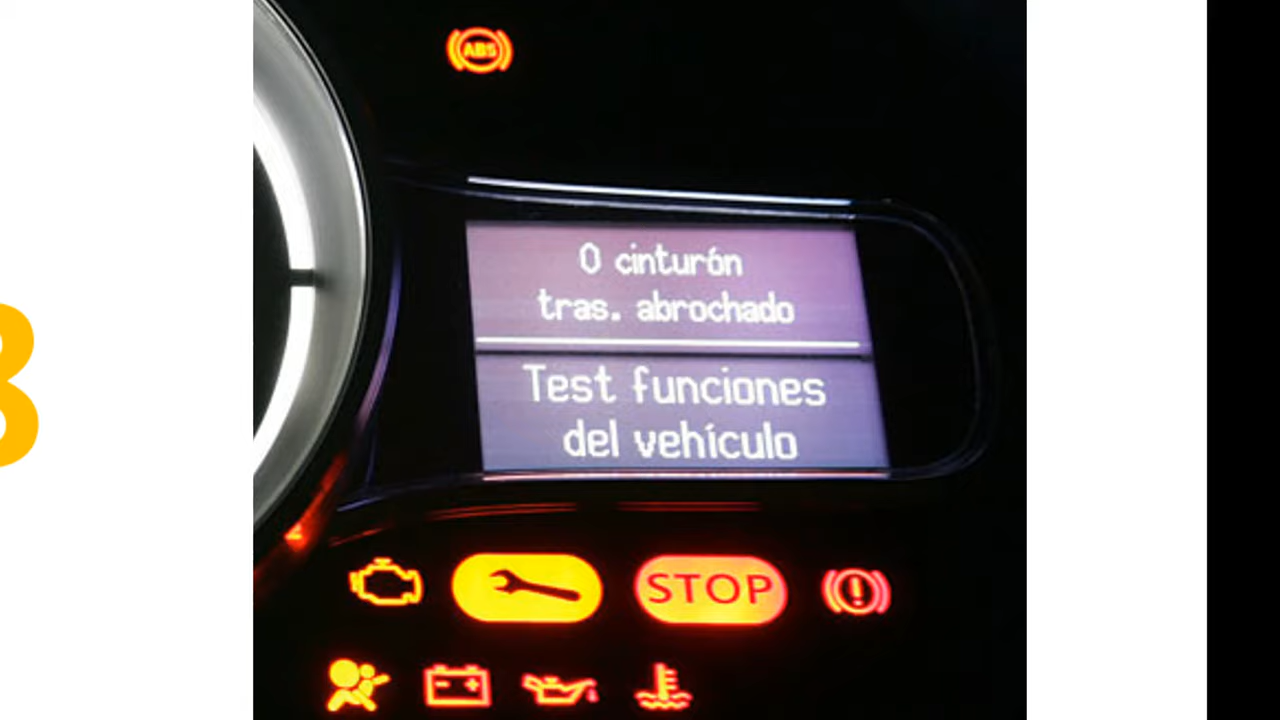 ABS
0 cinturón
tras. abrochado
Test funciones
del vehículo
STOP